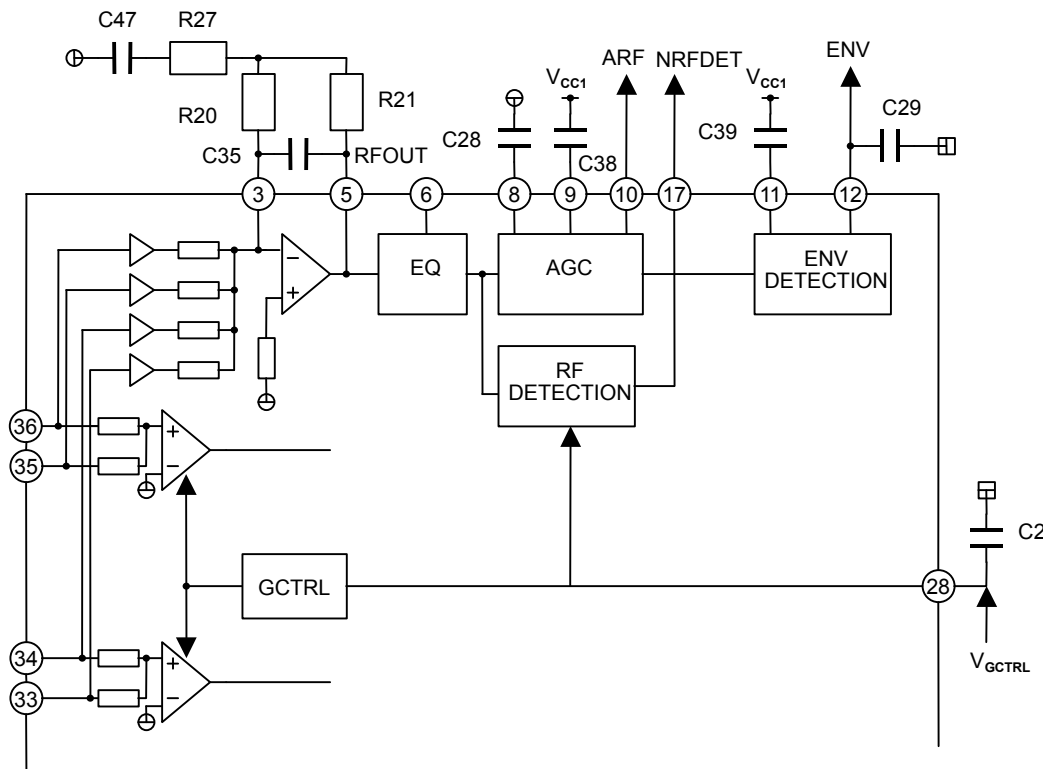 C47
R27
R20
R21
C35
RFOUT
C28
VCC1
C38
ARF
NRFDET
VCC1
C39
ENV
C29
3
5
6
8
9
10
17
11
12
−
+
EQ
AGC
ENV
DETECTION
RF
DETECTION
36
35
+
−
GCTRL
28
C2
VGCTRL
34
33
+
−